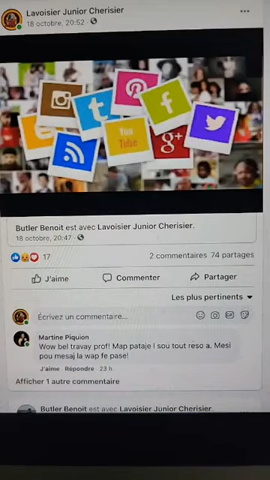 Lavoisier Junior Cherisier
18 octobre, 20:52
You
Tube
g+
Butler Benoit est avec Lavoisier Junior Cherisier.
18 octobre, 20:47
17
2 commentaires 74 partages
J'aime
Commenter
Partager
Les plus pertinents
Écrivez un commentaire...
Martine Piquion
Wow bel travay prof! Map pataje l sou tout reso a. Mesi
pou mesaj la wap fe pase!
J'aime Répondre 23 h
Afficher 1 autre commentaire
Butler Benoit est avec Lavoisier Junior Cherisier.